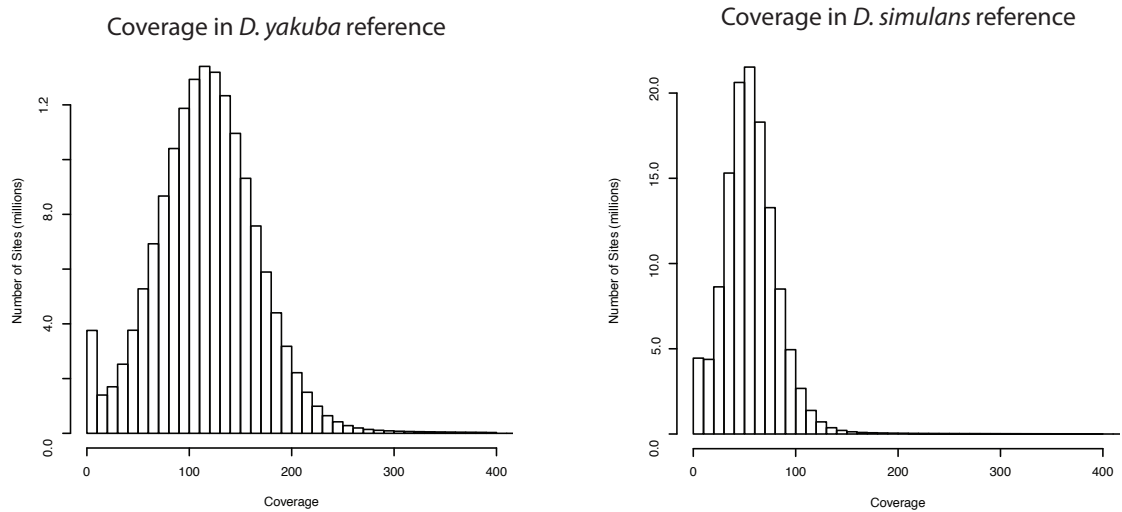 Coverage in D. yakuba reference
Number of Sites (millions)
1.2
8.0
4.0
0.0
0 100 200 300 400
Coverage
Coverage in D. simulans reference
Number of Sites (millions)
20.0
15.0
10.0
5.0
0.0
0 100 200 300 400
Coverage